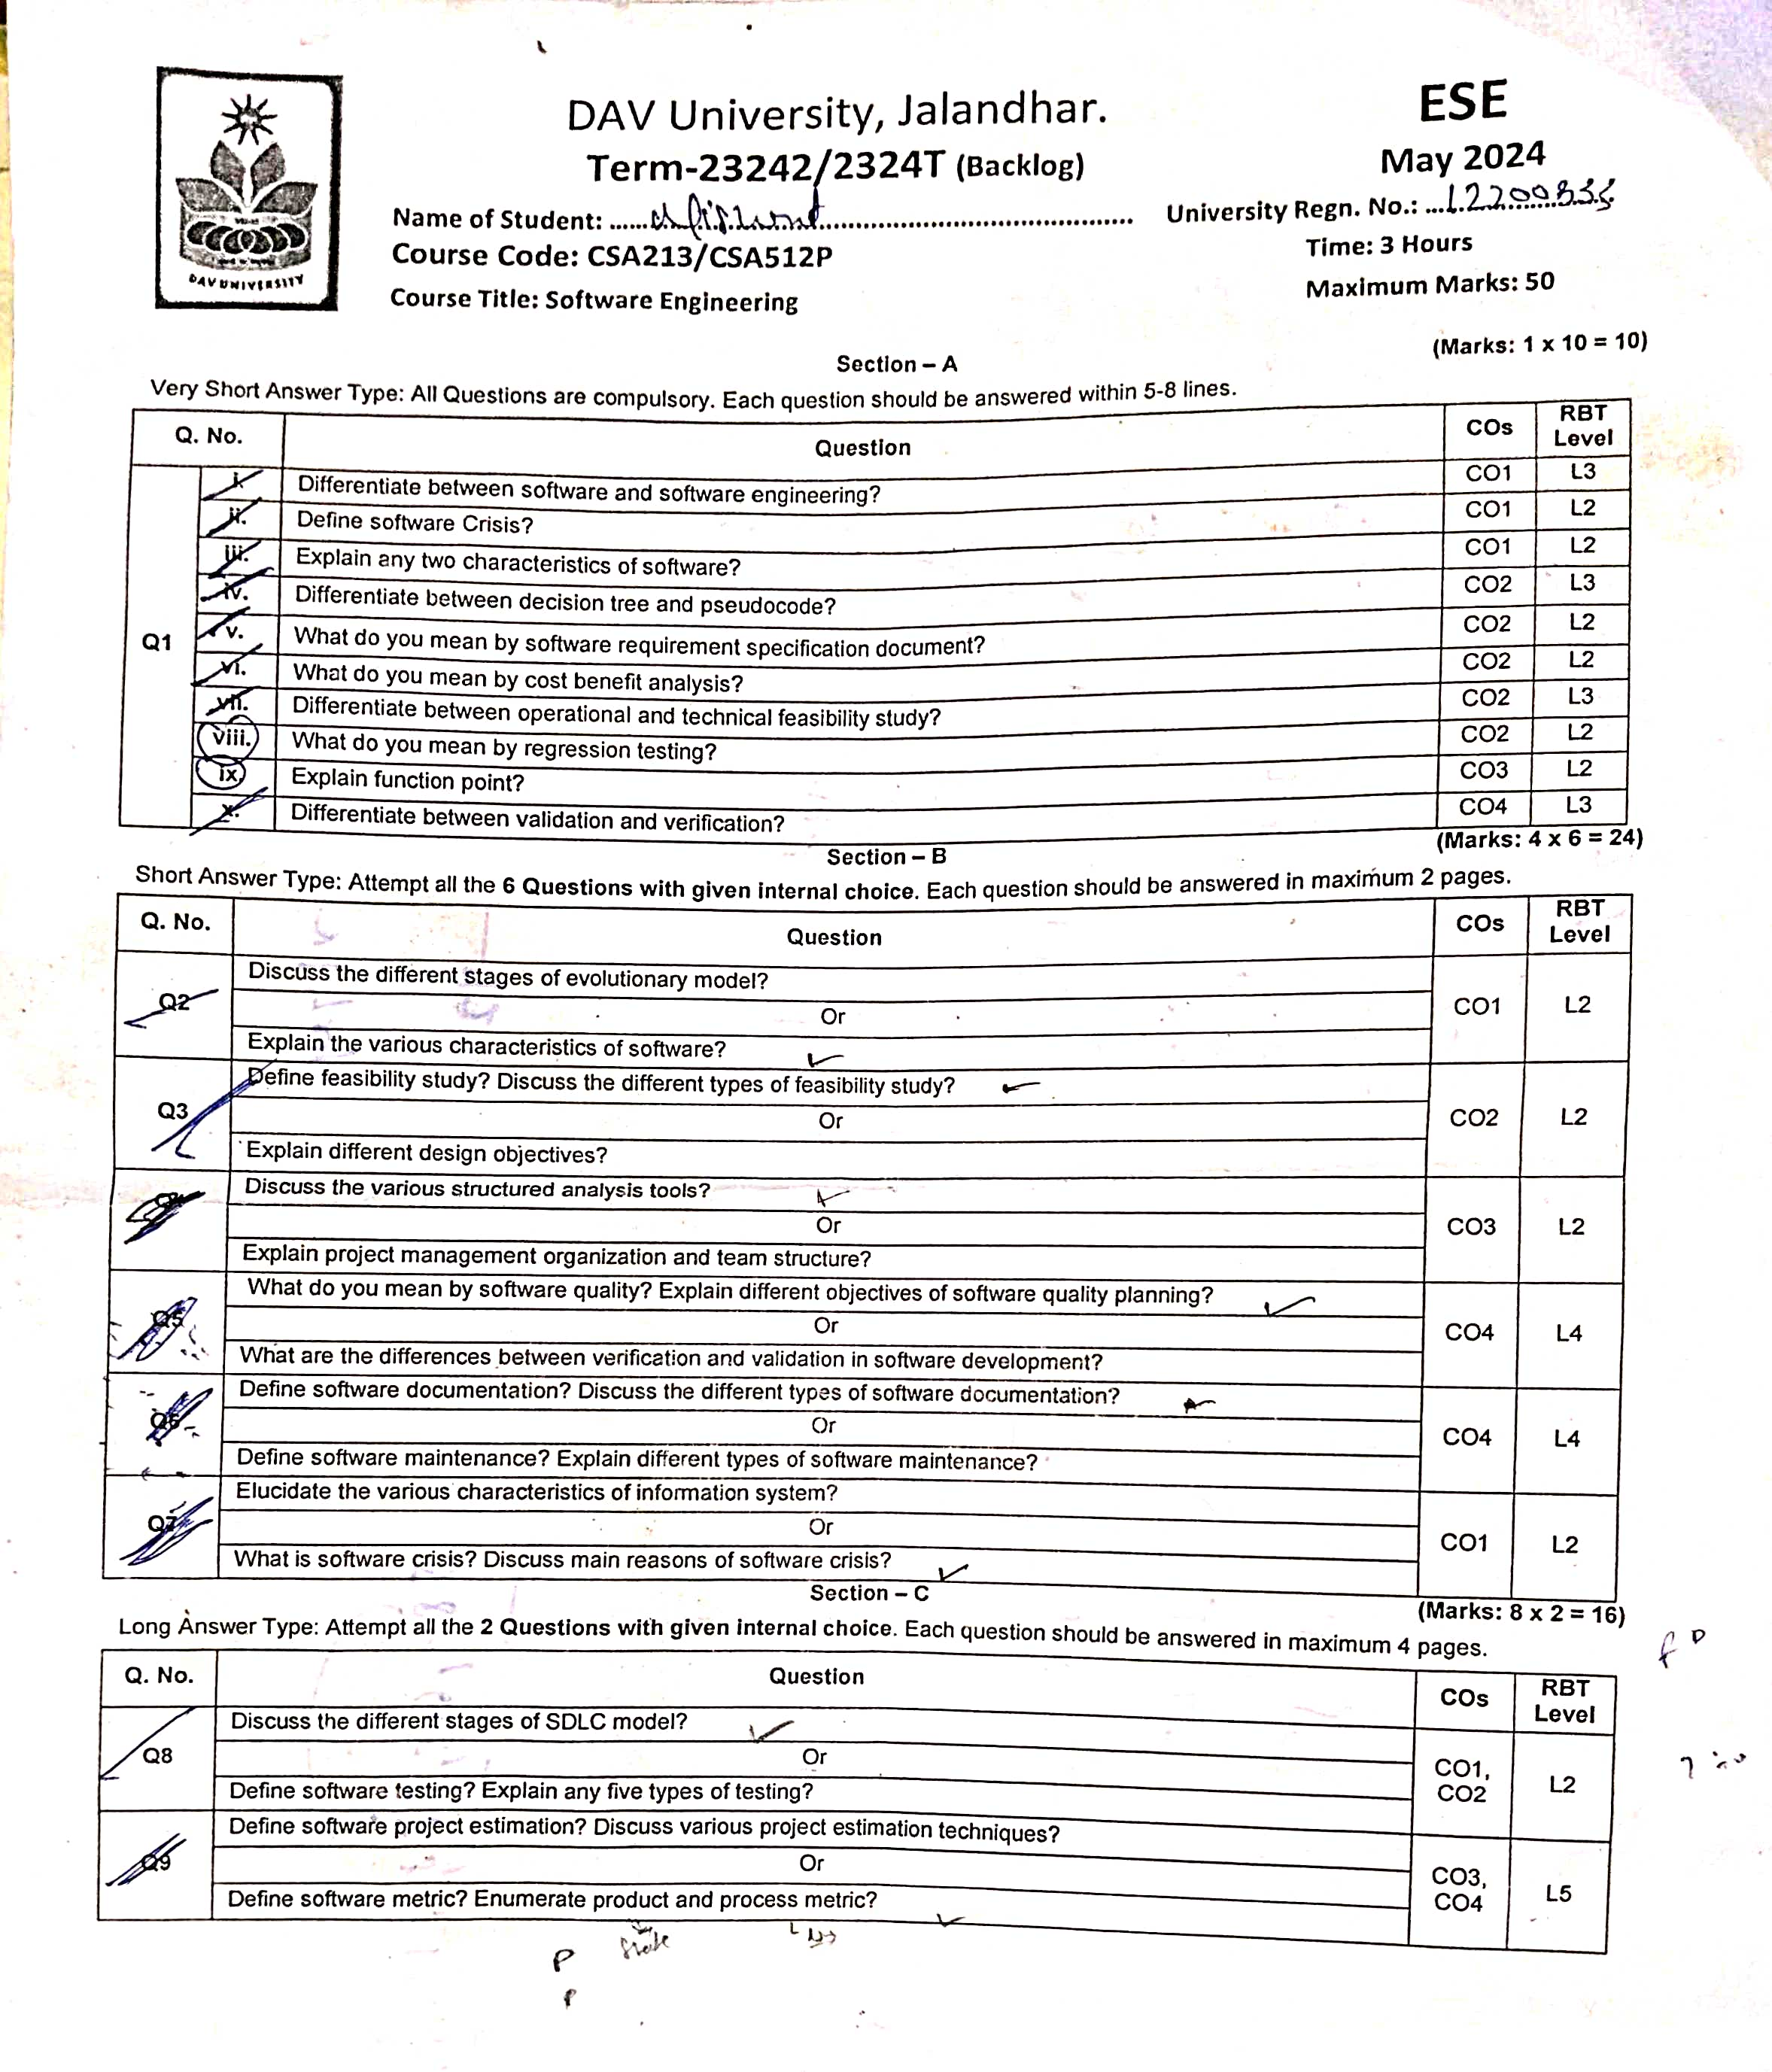 DAV University, Jalandhar.
ESE
Term-23242/2324T (Backlog)
May 2024
DAV UNIVERSITY
Name of Student: ..........
University Regn. No.: ...
Course Code: CSA213/CSA512P
Time: 3 Hours
Course Title: Software Engineering
Maximum Marks: 50
(Marks: 1 x 10 = 10)
Section – A
Very Short Answer Type: All Questions are compulsory. Each question should be answered within 5-8 lines.
Q. No. Question COs RBT Level
Q1
i. Differentiate between software and software engineering? CO1 L3
ii. Define software Crisis? CO1 L2
iii. Explain any two characteristics of software? CO1 L2
iv. Differentiate between decision tree and pseudocode? CO2 L3
v. What do you mean by software requirement specification document? CO2 L2
vi. What do you mean by cost benefit analysis? CO2 L2
vii. Differentiate between operational and technical feasibility study? CO2 L3
viii. What do you mean by regression testing? CO2 L2
ix. Explain function point? CO3 L2
x. Differentiate between validation and verification? CO4 L3
(Marks: 4 x 6 = 24)
Section – B
Short Answer Type: Attempt all the 6 Questions with given internal choice. Each question should be answered in maximum 2 pages.
Q. No. Question COs RBT Level
Q2 Discuss the different stages of evolutionary model? CO1 L2
Or
Explain the various characteristics of software?
Q3 Define feasibility study? Discuss the different types of feasibility study? CO2 L2
Or
Explain different design objectives?
Discuss the various structured analysis tools? CO3 L2
Or
Explain project management organization and team structure?
Q5 What do you mean by software quality? Explain different objectives of software quality planning? CO4 L4
Or
What are the differences between verification and validation in software development?
Q6 Define software documentation? Discuss the different types of software documentation? CO4 L4
Or
Define software maintenance? Explain different types of software maintenance?
Q7 Elucidate the various characteristics of information system? CO1 L2
Or
What is software crisis? Discuss main reasons of software crisis?
Section – C
(Marks: 8 x 2 = 16)
Long Answer Type: Attempt all the 2 Questions with given internal choice. Each question should be answered in maximum 4 pages.
Q. No. Question COs RBT Level
Q8 Discuss the different stages of SDLC model? CO1, CO2 L2
Or
Define software testing? Explain any five types of testing?
Q9 Define software project estimation? Discuss various project estimation techniques? CO3, CO4 L5
Or
Define software metric? Enumerate product and process metric?
P
P